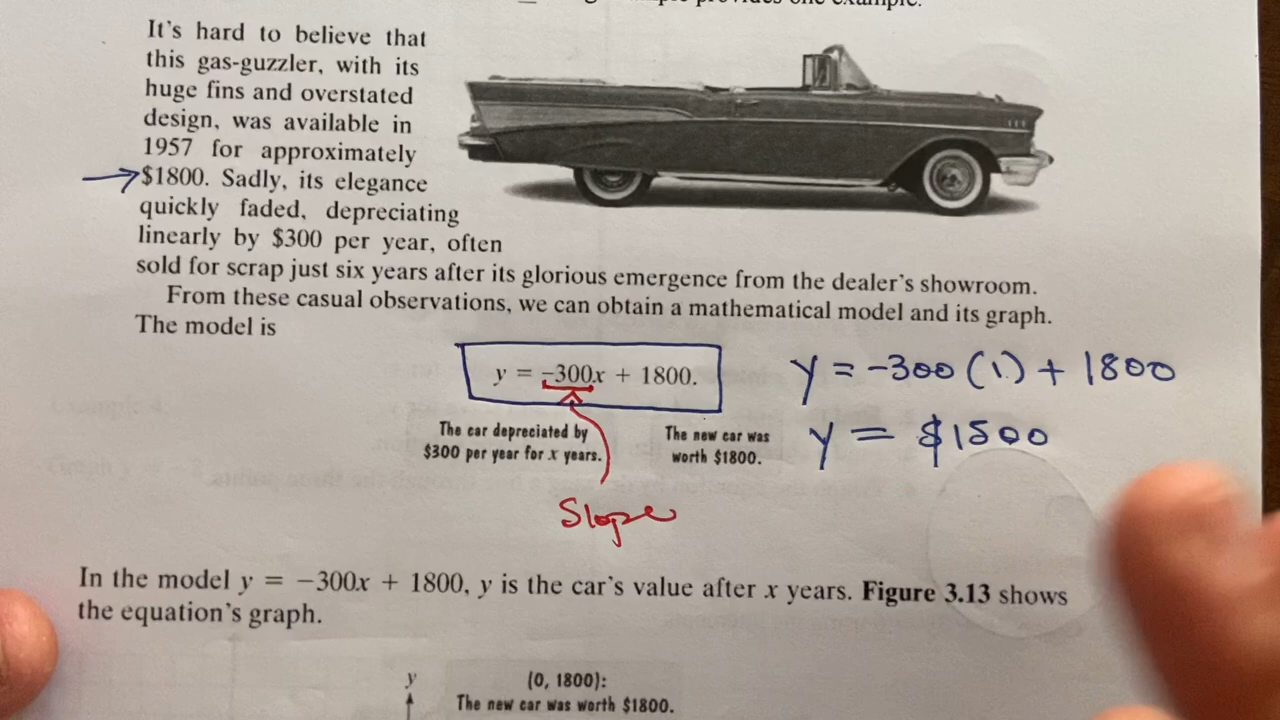 example.
It's hard to believe that
this gas-guzzler, with its
huge fins and overstated
design, was available in
1957 for approximately
$1800. Sadly, its elegance
quickly faded, depreciating
linearly by $300 per year, often
sold for scrap just six years after its glorious emergence from the dealer's showroom.
From these casual observations, we can obtain a mathematical model and its graph.
The model is
y = -300x + 1800.
y = -300 (1) + 1800
The car depreciated by
$300 per year for x years.
The new car was
worth $1800.
y = $1500
Slope
In the model y = −300x + 1800, y is the car's value after x years. Figure 3.13 shows
the equation's graph.
y
(0, 1800):
The new car was worth $1800.